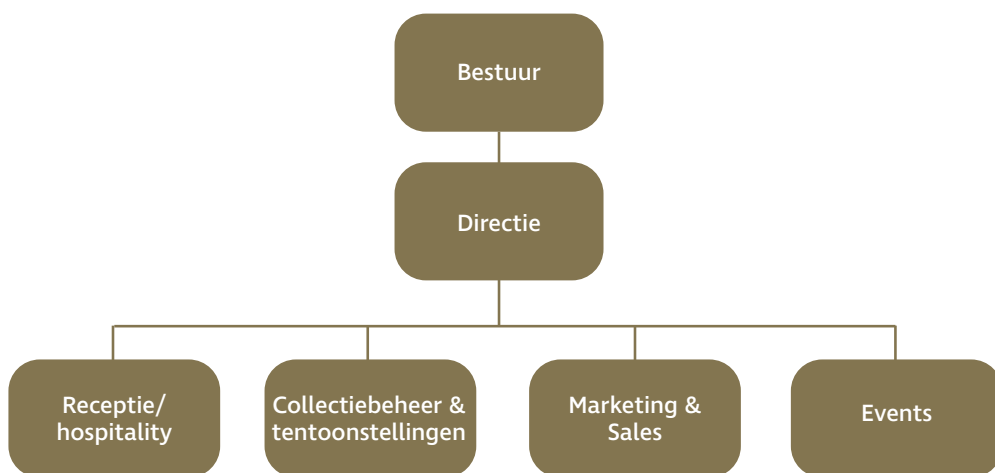 Bestuur
Directie
Receptie/
hospitality
Collectiebeheer &
tentoonstellingen
Marketing &
Sales
Events